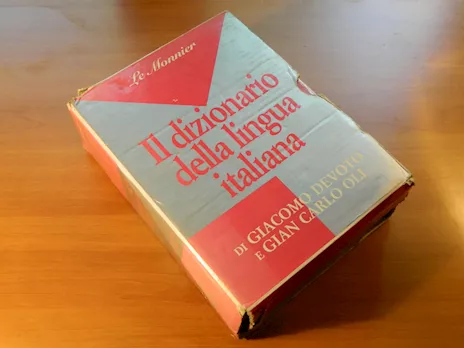 Le Monnier
Il dizionario
della lingua
italiana
DI GIACOMO DEVOTO
E GIAN CARLO OLI